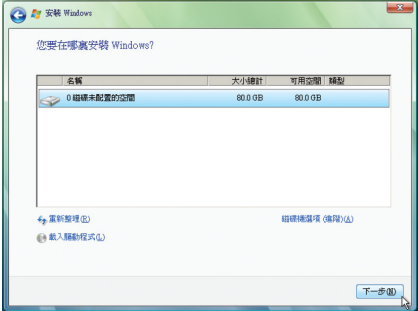 安裝 Windows
您要在哪裏安裝 Windows?
名稱 大小總計 可用空間 類型
0 磁碟未配置的空間 80.0 GB 80.0 GB
重新整理(R) 磁碟機選項 (進階)(A)
載入驅動程式(L)
下一步(N)